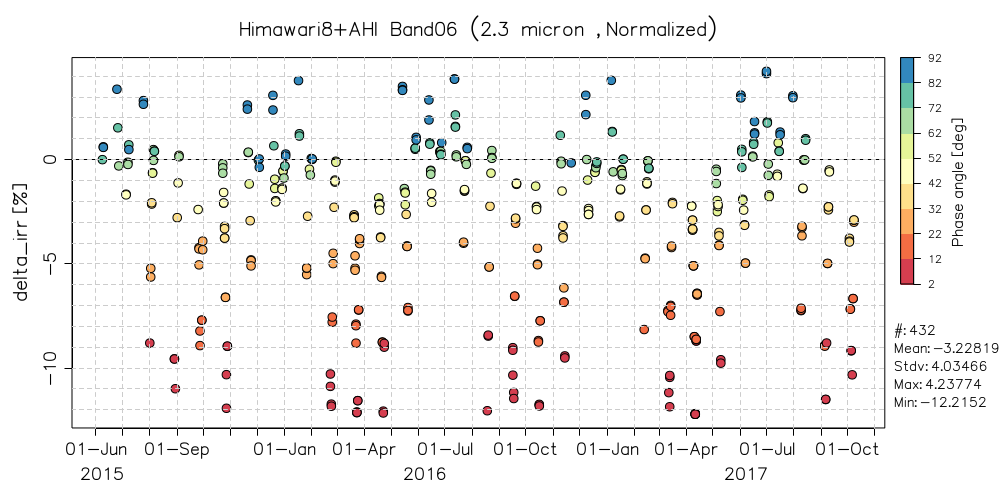 Himawari8+AHI Band06 (2.3 micron ,Normalized)
delta_irr [%]
0
−5
−10
01−Jun 01−Sep 01−Jan 01−Apr 01−Oct 01−Jan 01−Apr 01−Jul 01−Oct
2015 2016 2017
92
82
72
62
52
42
32
22
12
2
Phase angle [deg]
#: 432
Mean: −3.22819
Stdv: 4.03466
Max: 4.23774
Min: −12.2152